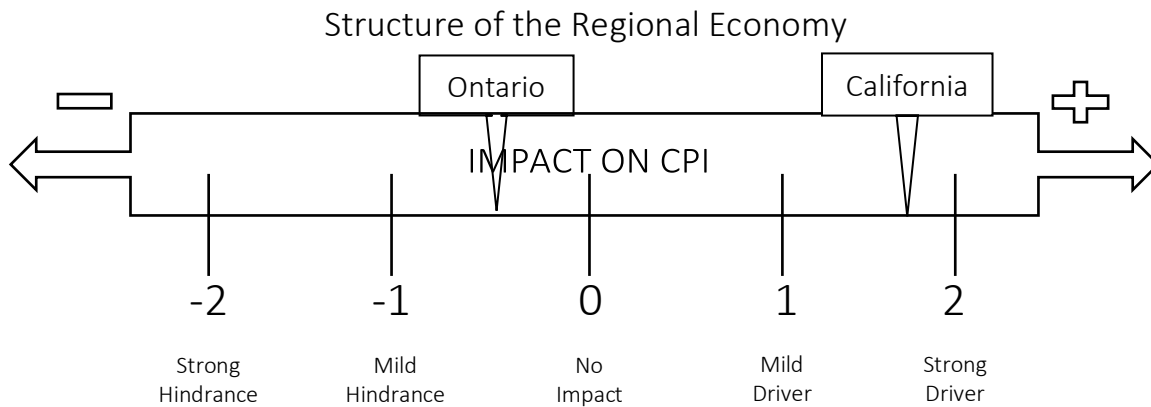 Structure of the Regional Economy
Ontario
California
IMPACT ON CPI
-2
-1
0
1
2
Strong
Hindrance
Mild
Hindrance
No
Impact
Mild
Driver
Strong
Driver